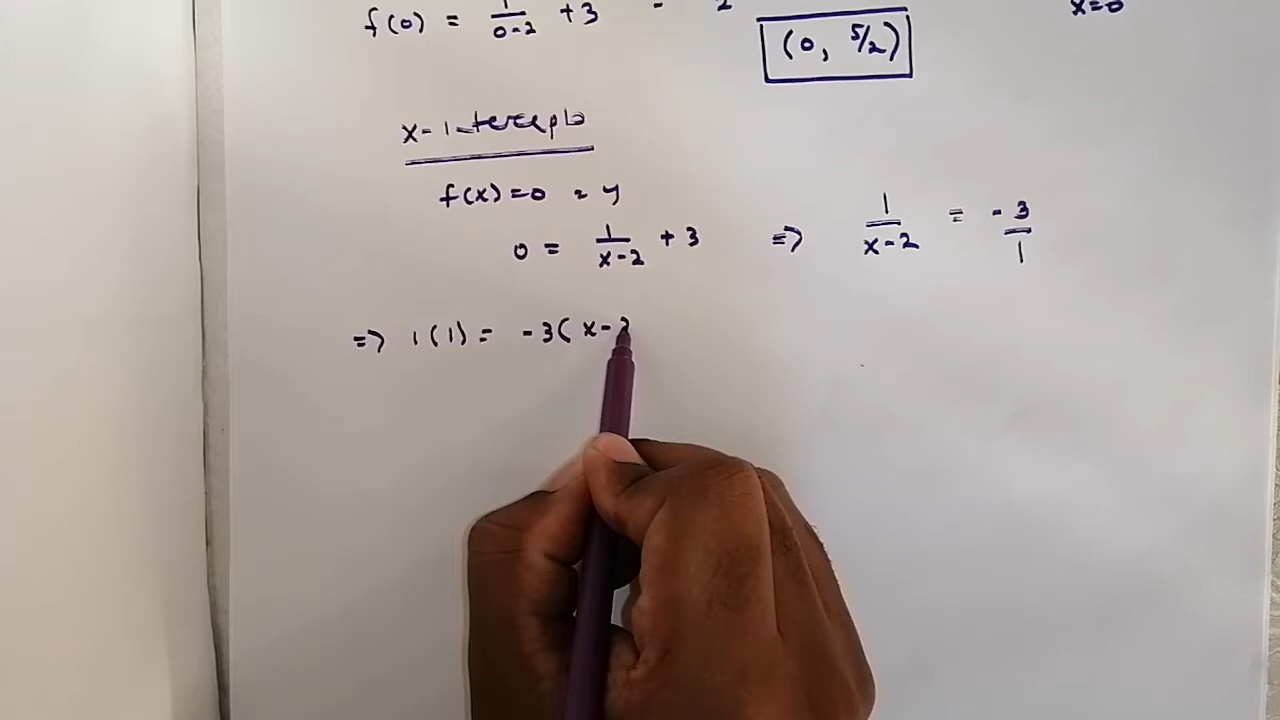 f(0) = 1/(0-2) + 3 = 2
x=0
(0, 5/2)
x-intercepts
f(x)=0 = y
0 = 1/(x-2) + 3 => 1/(x-2) = -3/1
=> 1(1) = -3(x-2